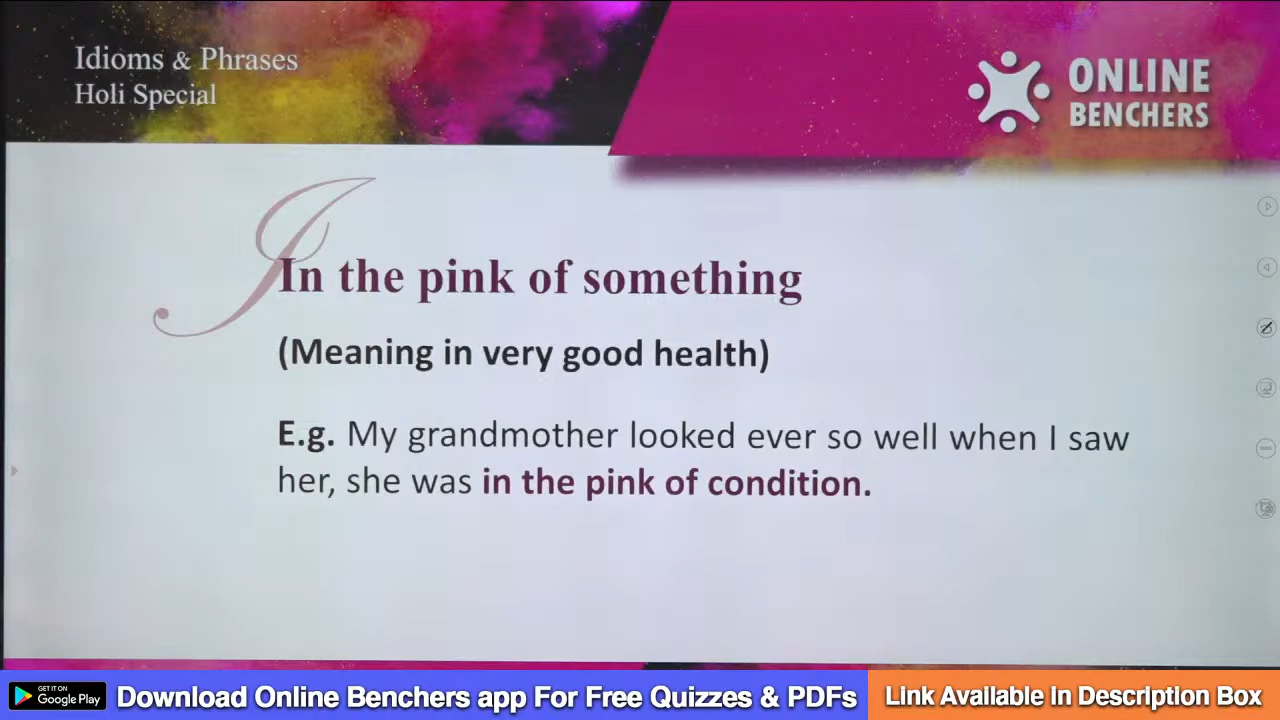 Idioms & Phrases
Holi Special
ONLINE
BENCHERS
In the pink of something
(Meaning in very good health)
E.g. My grandmother looked ever so well when I saw
her, she was in the pink of condition.
GET IT ON
Google Play
Download Online Benchers app For Free Quizzes & PDFs
Link Available In Description Box